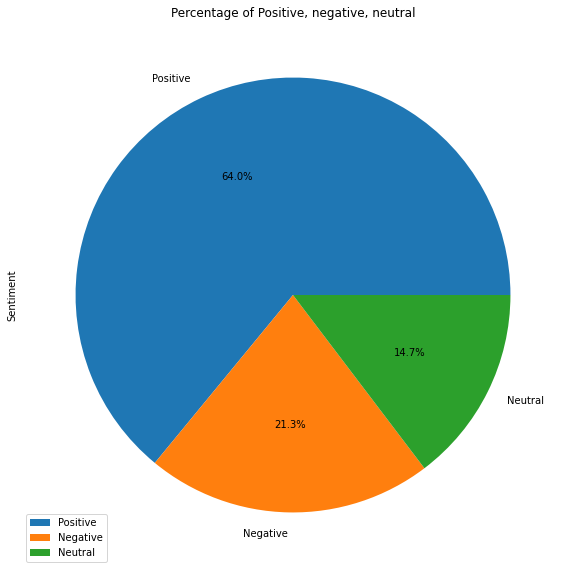 Percentage of Positive, negative, neutral
Positive
64.0%
Sentiment
14.7%
Neutral
21.3%
Negative
Positive
Negative
Neutral